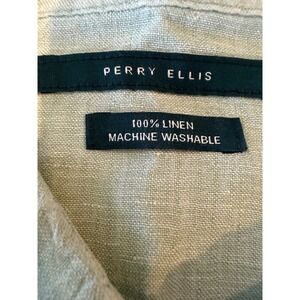 PERRY ELLIS
100% LINEN
MACHINE WASHABLE